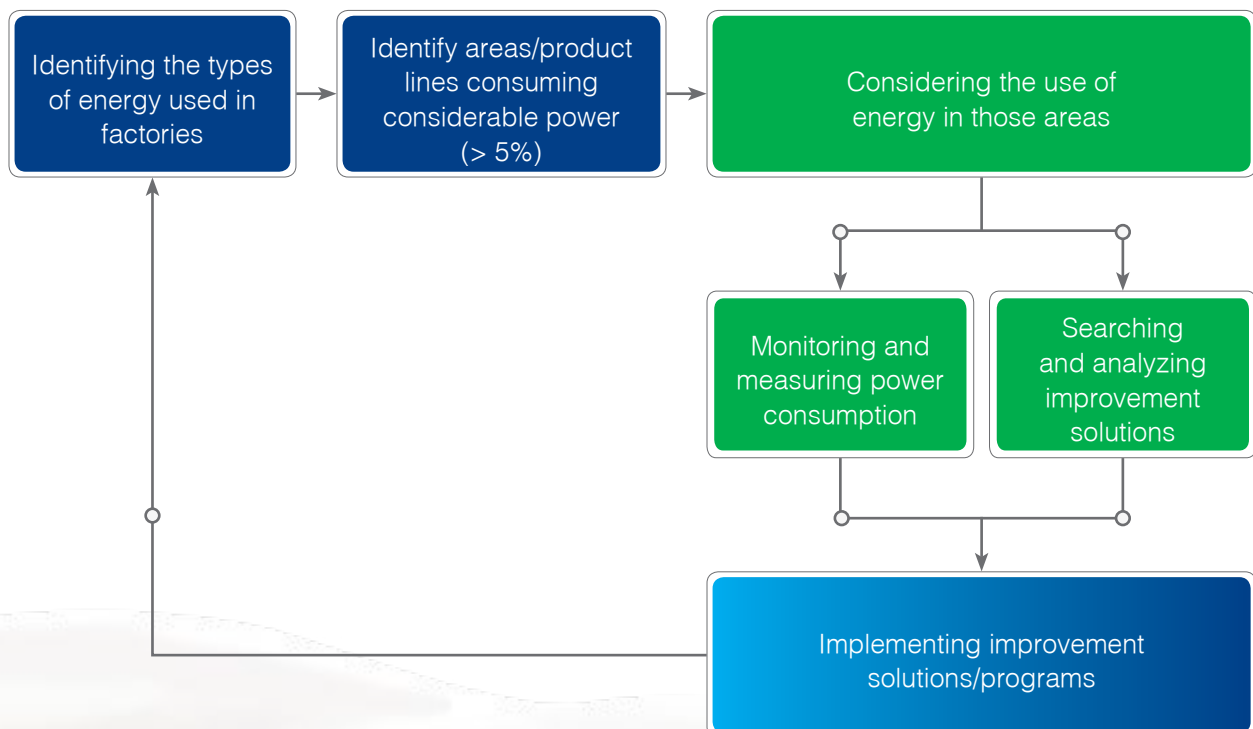 Identifying the types
of energy used in
factories
Identify areas/product
lines consuming
considerable power
(> 5%)
Considering the use of
energy in those areas
Monitoring and
measuring power
consumption
Searching
and analyzing
improvement
solutions
Implementing improvement
solutions/programs